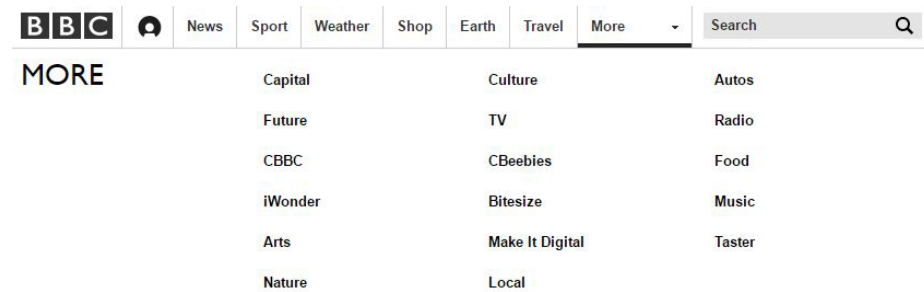 BBC News Sport Weather Shop Earth Travel More Search
MORE
Capital Culture Autos
Future TV Radio
CBBC CBeebies Food
iWonder Bitesize Music
Arts Make It Digital Taster
Nature Local